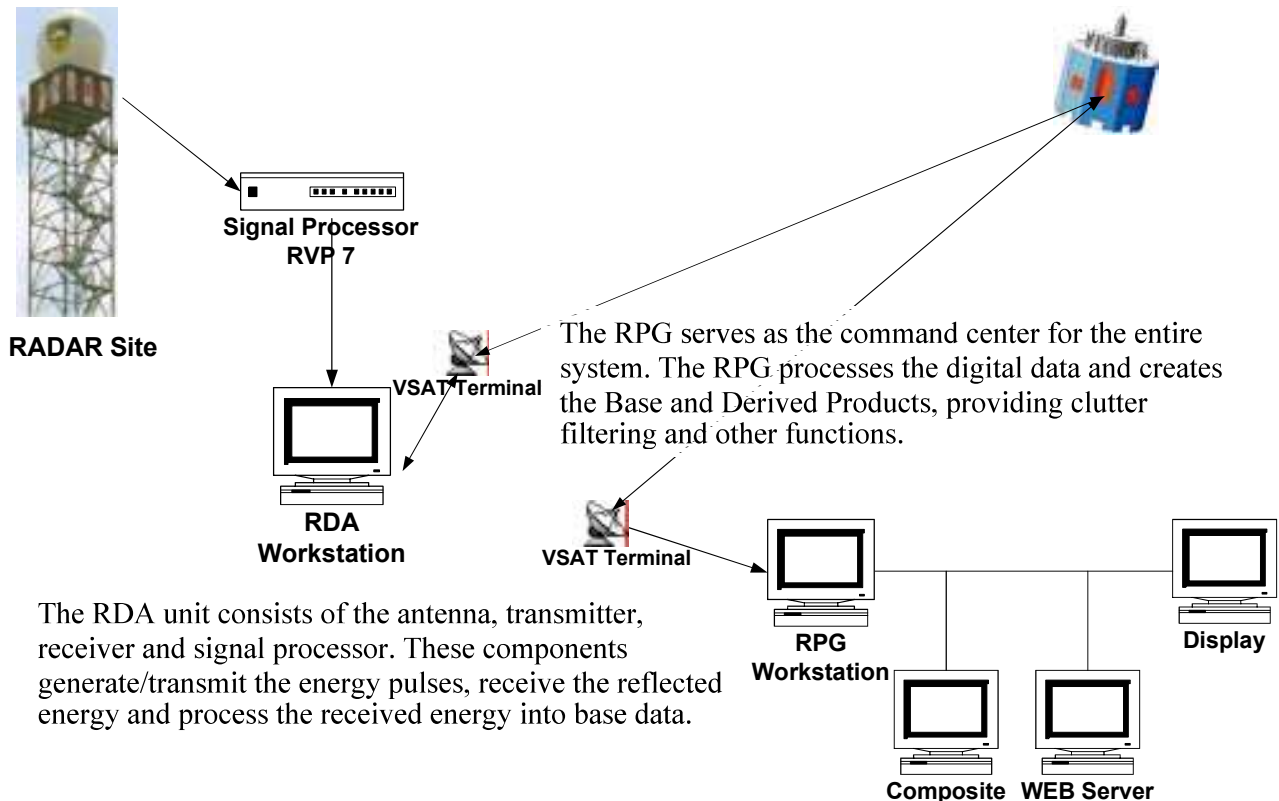 Signal Processor
RVP 7
RADAR Site
VSAT Terminal
The RPG serves as the command center for the entire
system. The RPG processes the digital data and creates
the Base and Derived Products, providing clutter
filtering and other functions.
RDA
Workstation
VSAT Terminal
The RDA unit consists of the antenna, transmitter,
receiver and signal processor. These components
generate/transmit the energy pulses, receive the reflected
energy and process the received energy into base data.
RPG
Workstation
Display
Composite
WEB Server